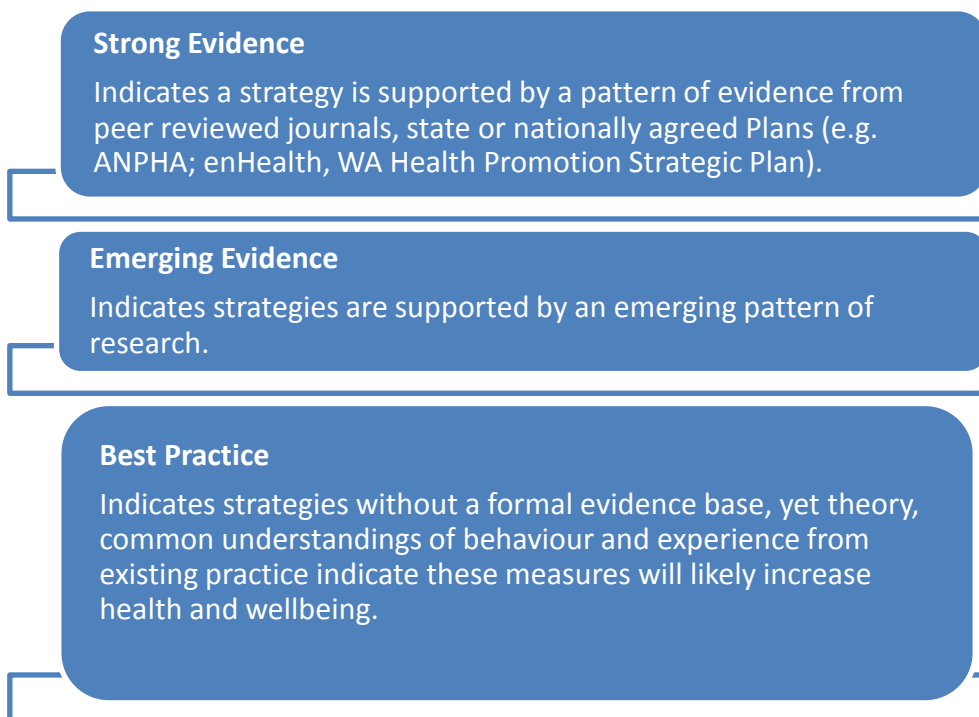 Strong Evidence
Indicates a strategy is supported by a pattern of evidence from
peer reviewed journals, state or nationally agreed Plans (e.g.
ANPHA; enHealth, WA Health Promotion Strategic Plan).
Emerging Evidence
Indicates strategies are supported by an emerging pattern of
research.
Best Practice
Indicates strategies without a formal evidence base, yet theory,
common understandings of behaviour and experience from
existing practice indicate these measures will likely increase
health and wellbeing.